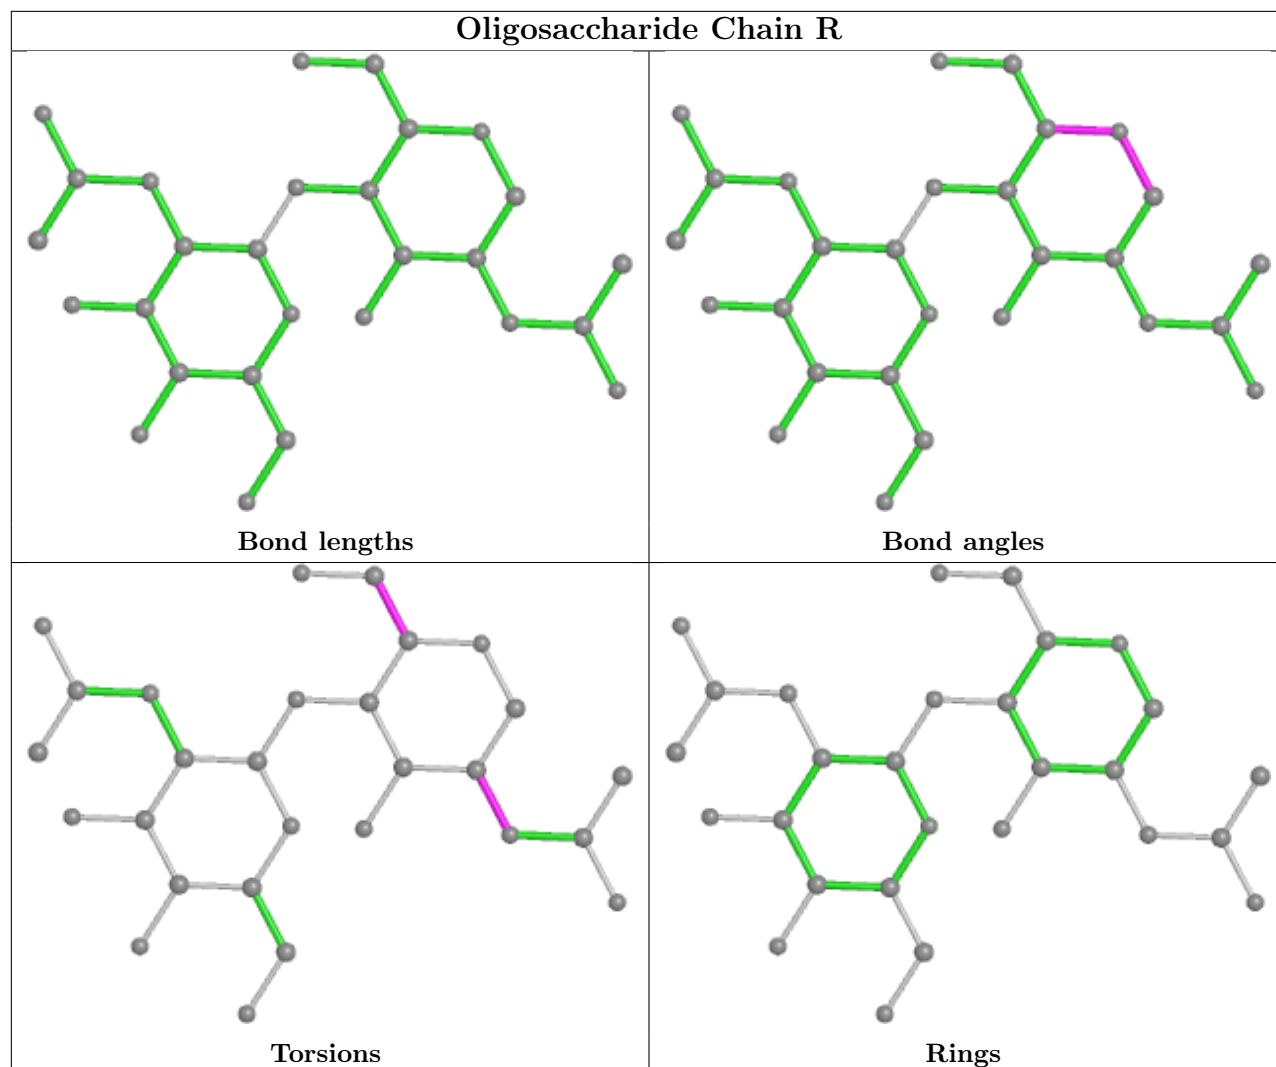 Oligosaccharide Chain R
Bond lengths
Bond angles
Torsions
Rings